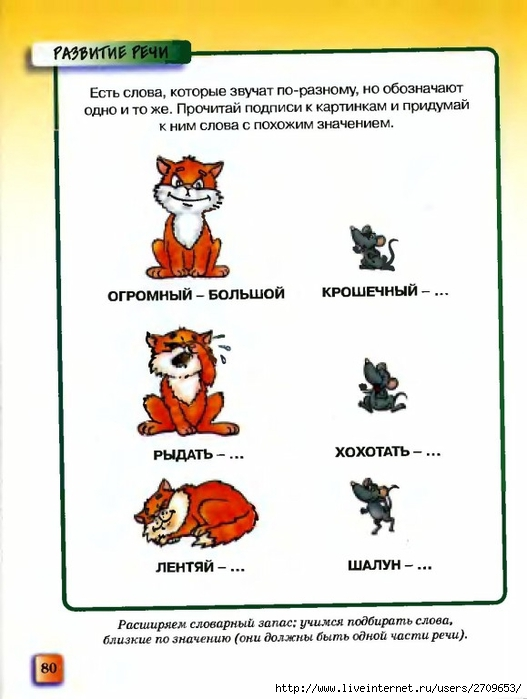 РАЗВИТИЕ РЕЧИ
Есть слова, которые звучат по-разному, но обозначают
одно и то же. Прочитай подписи к картинкам и придумай
к ним слова с похожим значением.
ОГРОМНЫЙ – БОЛЬШОЙ
КРОШЕЧНЫЙ – ...
РЫДАТЬ – ...
ХОХОТАТЬ – ...
ЛЕНТЯЙ – ...
ШАЛУН – ...
Расширяем словарный запас; учимся подбирать слова,
близкие по значению (они должны быть одной части речи).
80
http://www.liveinternet.ru/users/2709653/